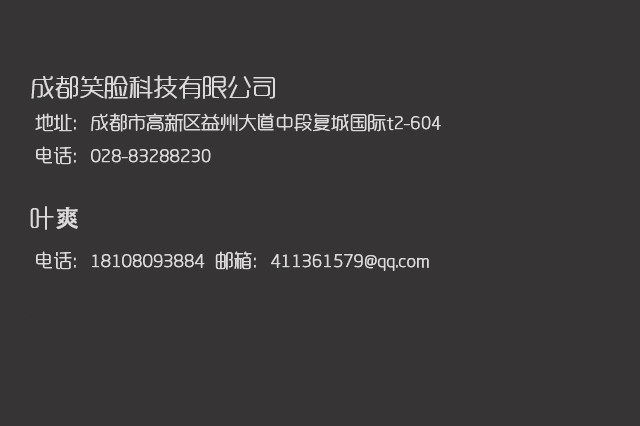 成都笑脸科技有限公司
地址：成都市高新区益州大道中段复城国际t2-604
电话：028-83288230
叶爽
电话：18108093884 邮箱：411361579@qq.com